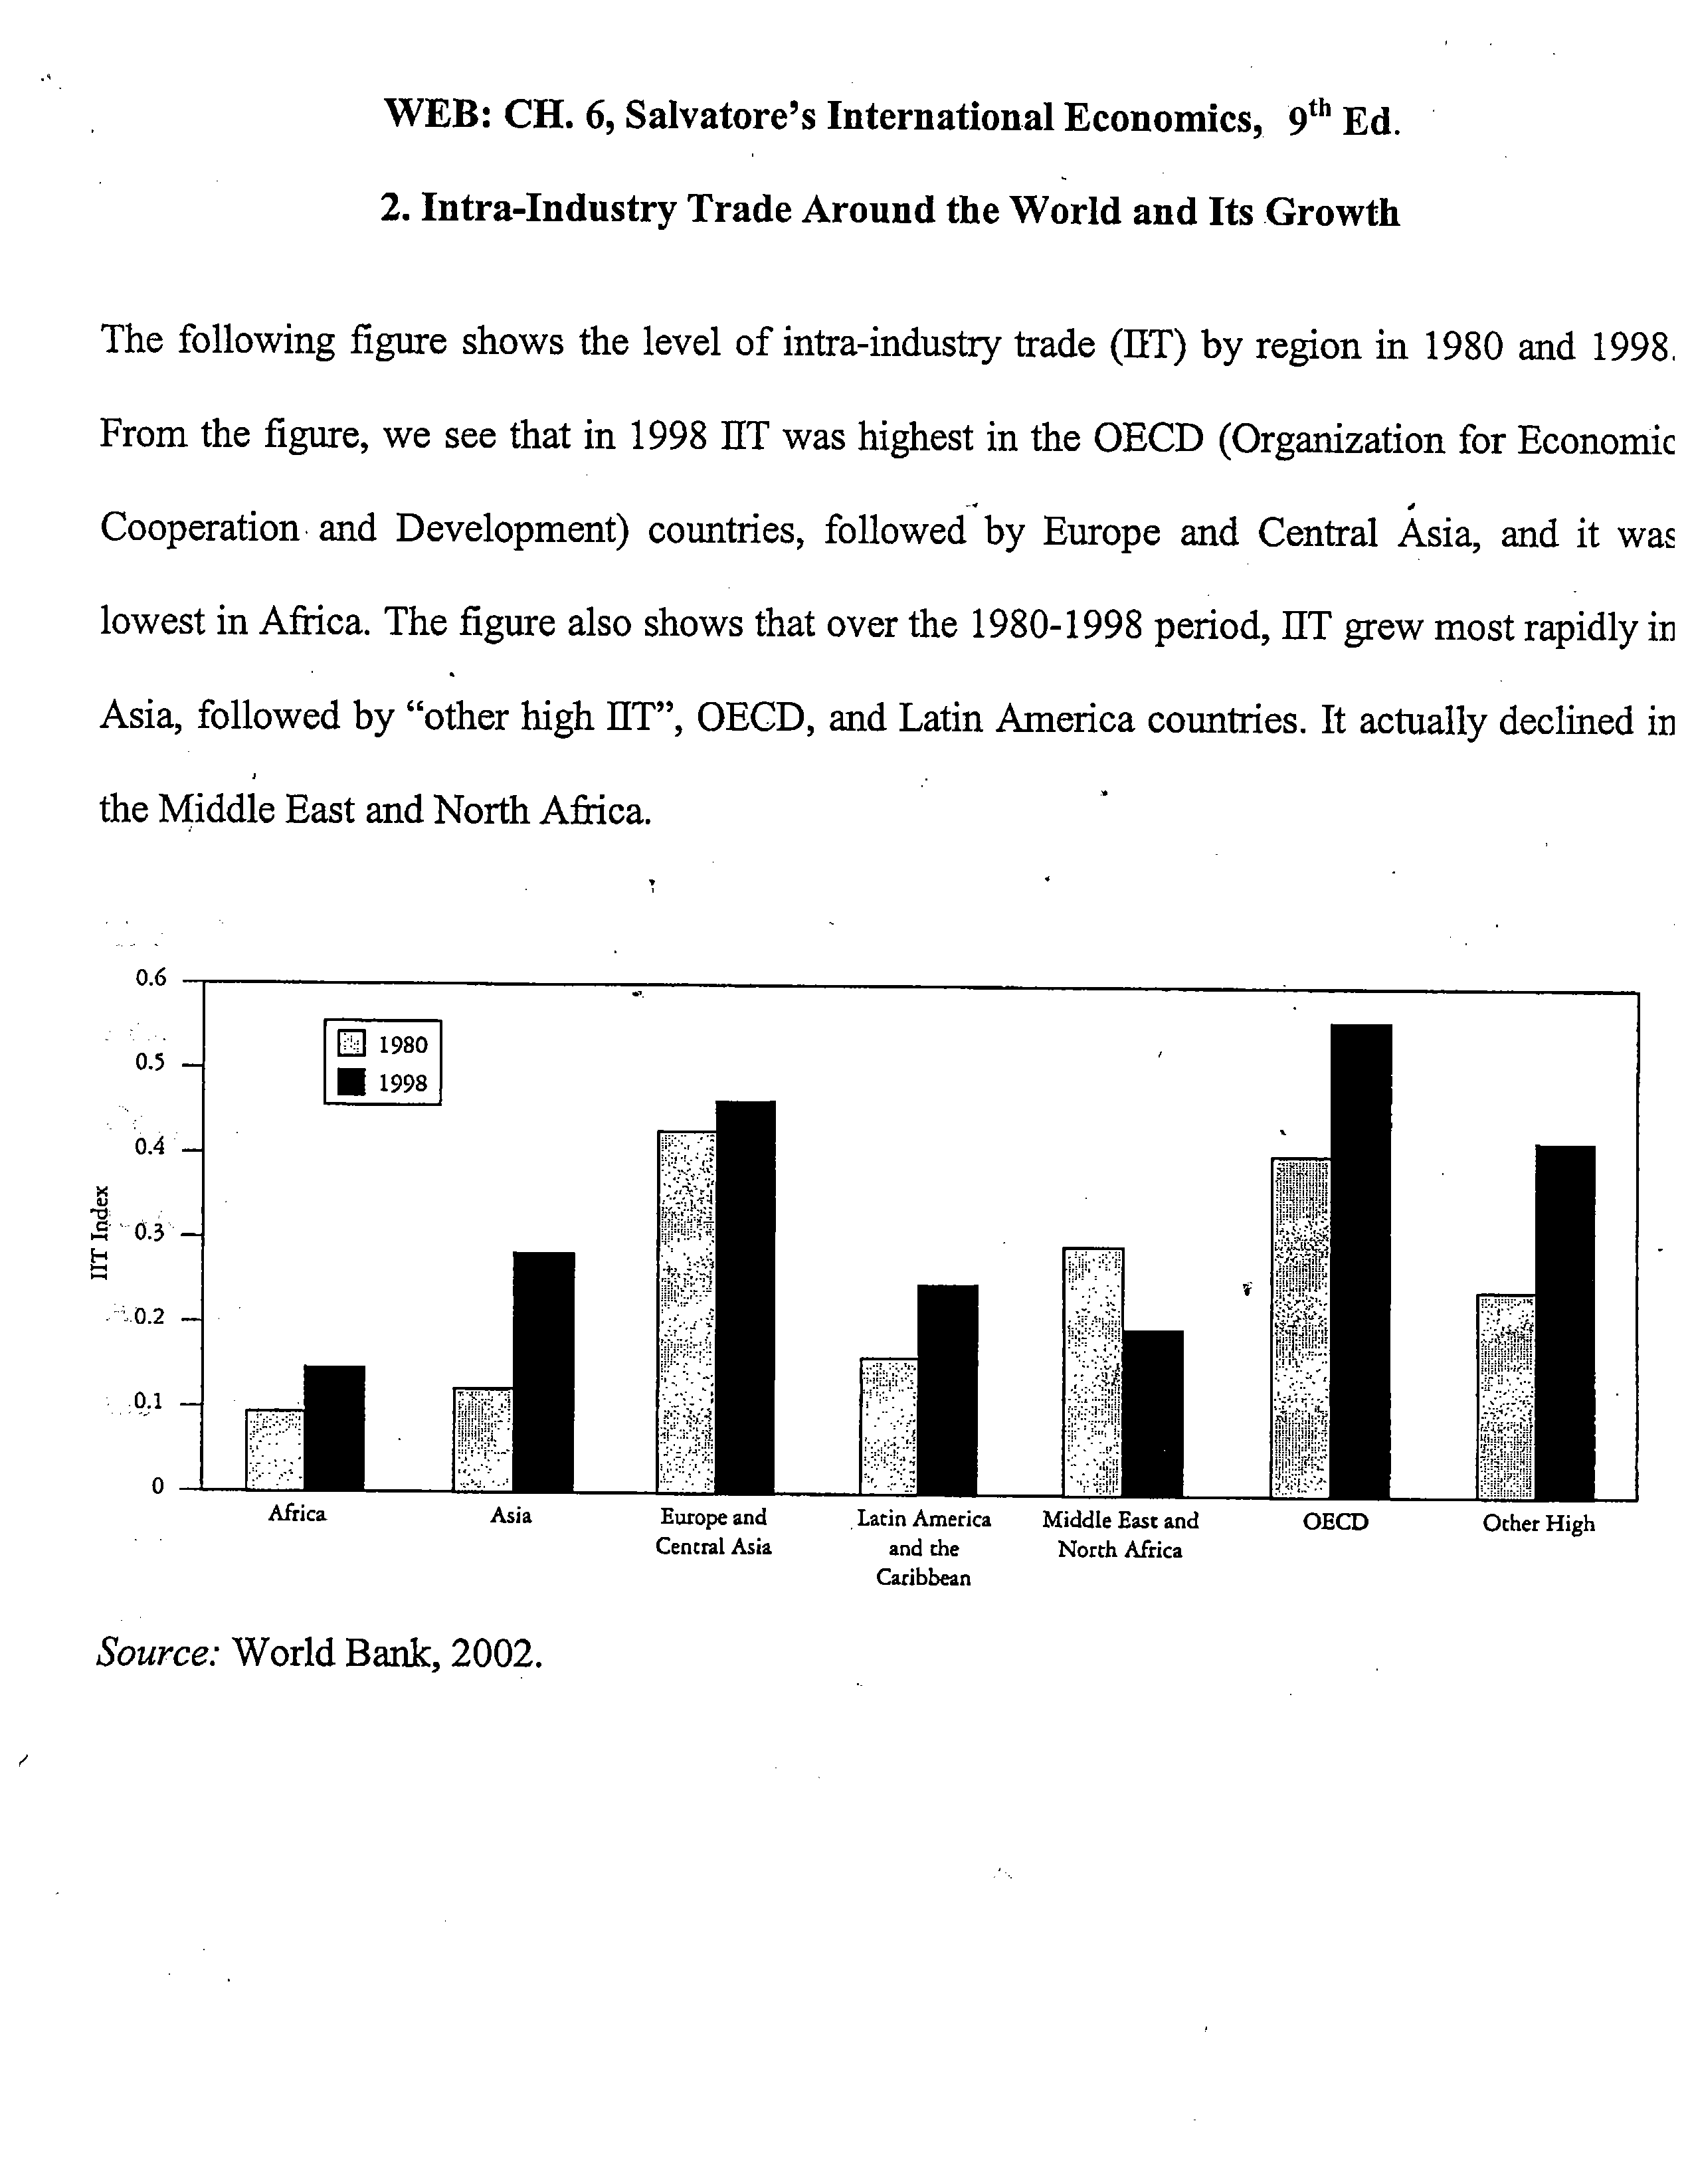 WEB: CH. 6, Salvatore's International Economics, 9th Ed.
2. Intra-Industry Trade Around the World and Its Growth
The following figure shows the level of intra-industry trade (IIT) by region in 1980 and 1998.
From the figure, we see that in 1998 IIT was highest in the OECD (Organization for Economic
Cooperation and Development) countries, followed by Europe and Central Asia, and it was
lowest in Africa. The figure also shows that over the 1980-1998 period, IIT grew most rapidly in
Asia, followed by “other high IIT”, OECD, and Latin America countries. It actually declined in
the Middle East and North Africa.
0.6
0.5
0.4
0.3
0.2
0.1
0
IIT Index
1980
1998
Africa
Asia
Europe and
Central Asia
Latin America
and the
Caribbean
Middle East and
North Africa
OECD
Other High
Source: World Bank, 2002.